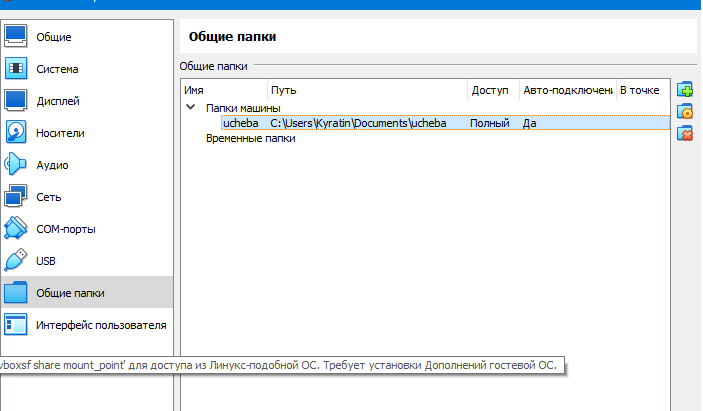 Общие
Система
Дисплей
Носители
Аудио
Сеть
COM-порты
USB
Общие папки
Интерфейс пользователя
Общие папки
Общие папки
Имя Путь Доступ Авто-подключени В точке
Папки машины
ucheba C:\Users\Kyratin\Documents\ucheba Полный Да
Временные папки
vboxsf share mount_point' для доступа из Линукс-подобной ОС. Требует установки Дополнений гостевой ОС.